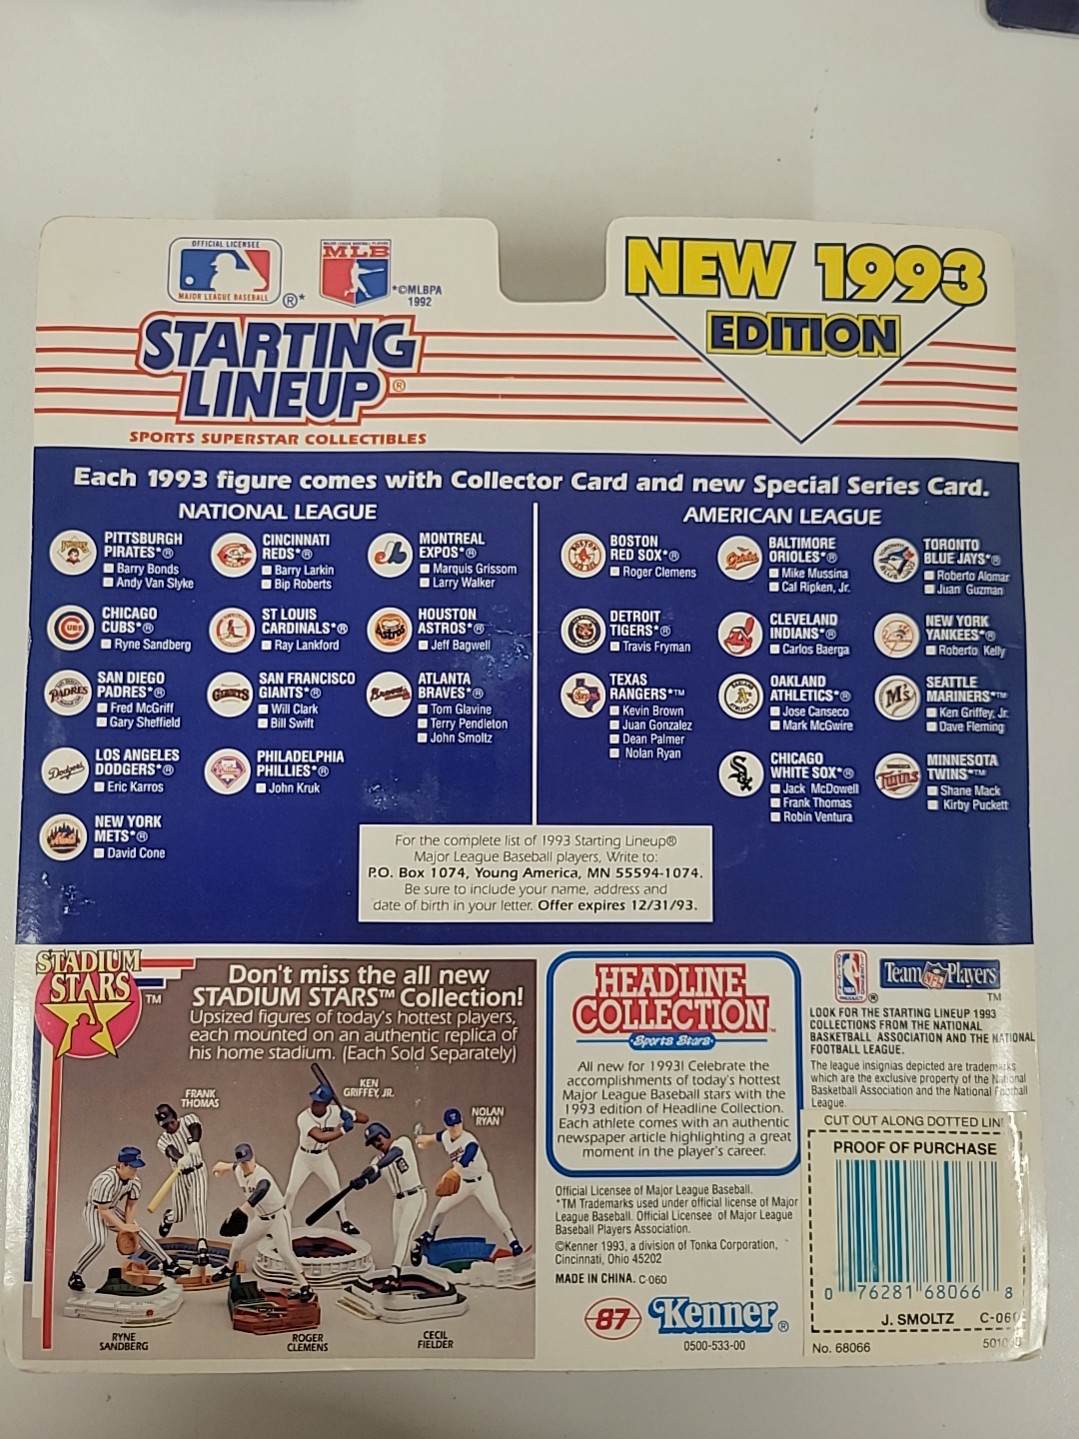 OFFICIAL LICENSEE
MAJOR LEAGUE BASEBALL
®*
MAJOR LEAGUE BASEBALL PLAYERS
MLB
*©MLBPA
1992
STARTING
LINEUP®
SPORTS SUPERSTAR COLLECTIBLES
NEW 1993
EDITION
Each 1993 figure comes with Collector Card and new Special Series Card.
NATIONAL LEAGUE
PITTSBURGH
PIRATES*®
Barry Bonds
Andy Van Slyke
CHICAGO
CUBS*®
Ryne Sandberg
SAN DIEGO
PADRES*®
Fred McGriff
Gary Sheffield
LOS ANGELES
DODGERS*®
Eric Karros
NEW YORK
METS*®
David Cone
CINCINNATI
REDS*®
Barry Larkin
Bip Roberts
ST LOUIS
CARDINALS*®
Ray Lankford
SAN FRANCISCO
GIANTS*®
Will Clark
Bill Swift
PHILADELPHIA
PHILLIES*®
John Kruk
MONTREAL
EXPOS*®
Marquis Grissom
Larry Walker
HOUSTON
ASTROS*®
Jeff Bagwell
ATLANTA
BRAVES*®
Tom Glavine
Terry Pendleton
John Smoltz
AMERICAN LEAGUE
BOSTON
RED SOX*®
Roger Clemens
DETROIT
TIGERS*®
Travis Fryman
TEXAS
RANGERS*™
Kevin Brown
Juan Gonzalez
Dean Palmer
Nolan Ryan
BALTIMORE
ORIOLES*®
Mike Mussina
Cal Ripken, Jr.
CLEVELAND
INDIANS*®
Carlos Baerga
OAKLAND
ATHLETICS*®
Jose Canseco
Mark McGwire
CHICAGO
WHITE SOX*®
Jack McDowell
Frank Thomas
Robin Ventura
TORONTO
BLUE JAYS*®
Roberto Alomar
Juan Guzman
NEW YORK
YANKEES*®
Roberto Kelly
SEATTLE
MARINERS*™
Ken Griffey, Jr.
Dave Fleming
MINNESOTA
TWINS*™
Shane Mack
Kirby Puckett
For the complete list of 1993 Starting Lineup®
Major League Baseball players, Write to:
P.O. Box 1074, Young America, MN 55594-1074.
Be sure to include your name, address and
date of birth in your letter. Offer expires 12/31/93.
STADIUM
STARS
TM
Don't miss the all new
STADIUM STARS™ Collection!
Upsized figures of today's hottest players,
each mounted on an authentic replica of
his home stadium. (Each Sold Separately)
FRANK
THOMAS
KEN
GRIFFEY, JR.
NOLAN
RYAN
RYNE
SANDBERG
ROGER
CLEMENS
CECIL
FIELDER
HEADLINE
COLLECTION™
Sports Stars
All new for 1993! Celebrate the
accomplishments of today's hottest
Major League Baseball stars with the
1993 edition of Headline Collection.
Each athlete comes with an authentic
newspaper article highlighting a great
moment in the player's career.
Official Licensee of Major League Baseball.
*TM Trademarks used under official license of Major
League Baseball. Official Licensee of Major League
Baseball Players Association.
©Kenner 1993, a division of Tonka Corporation,
Cincinnati, Ohio 45202
MADE IN CHINA. C-060
87
Kenner®
0500-533-00
®
Team NFL Players
TM
LOOK FOR THE STARTING LINEUP 1993
COLLECTIONS FROM THE NATIONAL
BASKETBALL ASSOCIATION AND THE NATIONAL
FOOTBALL LEAGUE.
The league insignias depicted are trademarks
which are the exclusive property of the National
Basketball Association and the National Football
League.
CUT OUT ALONG DOTTED LIN
PROOF OF PURCHASE
0 76281 68066 8
J. SMOLTZ C-060
No. 68066